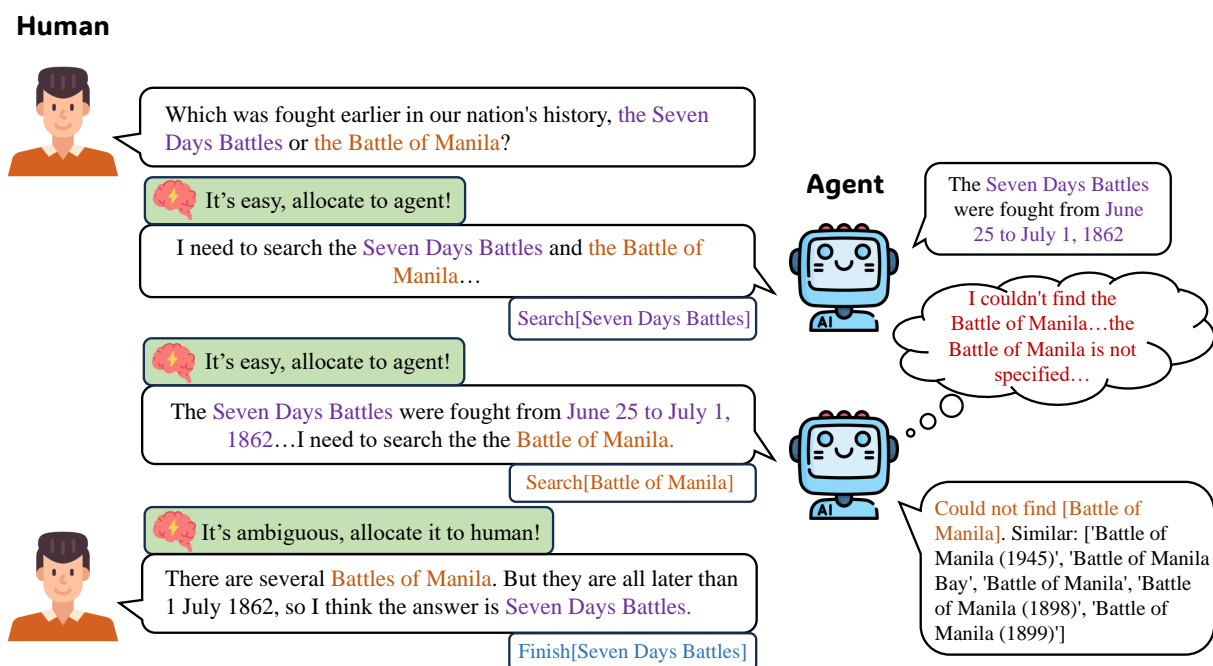 Human
Which was fought earlier in our nation's history, the Seven
Days Battles or the Battle of Manila?
It's easy, allocate to agent!
I need to search the Seven Days Battles and the Battle of
Manila…
Search[Seven Days Battles]
Agent
AI
The Seven Days Battles
were fought from June
25 to July 1, 1862
It's easy, allocate to agent!
The Seven Days Battles were fought from June 25 to July 1,
1862…I need to search the the Battle of Manila.
Search[Battle of Manila]
I couldn't find the
Battle of Manila…the
Battle of Manila is not
specified…
AI
Could not find [Battle of
Manila]. Similar: ['Battle of
Manila (1945)', 'Battle of Manila
Bay', 'Battle of Manila', 'Battle
of Manila (1898)', 'Battle of
Manila (1899)']
It's ambiguous, allocate it to human!
There are several Battles of Manila. But they are all later than
1 July 1862, so I think the answer is Seven Days Battles.
Finish[Seven Days Battles]